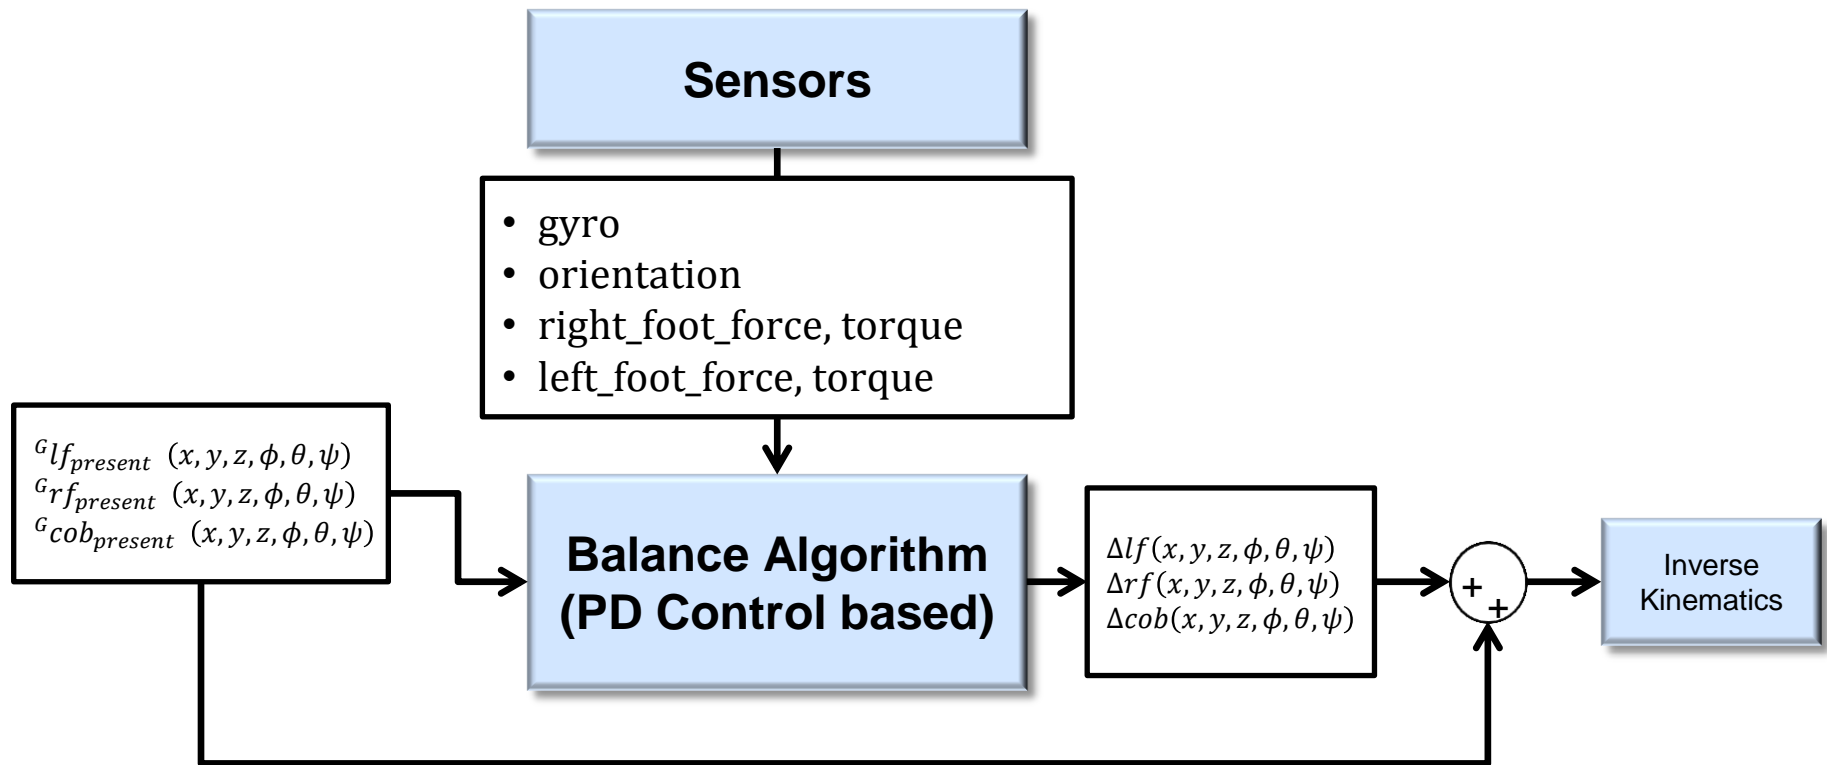 Sensors
• gyro
• orientation
• right_foot_force, torque
• left_foot_force, torque
ᴳlf_present (x, y, z, ϕ, θ, ψ)
ᴳrf_present (x, y, z, ϕ, θ, ψ)
ᴳcob_present (x, y, z, ϕ, θ, ψ)
Balance Algorithm
(PD Control based)
Δlf(x, y, z, ϕ, θ, ψ)
Δrf(x, y, z, ϕ, θ, ψ)
Δcob(x, y, z, ϕ, θ, ψ)
+
+
Inverse
Kinematics